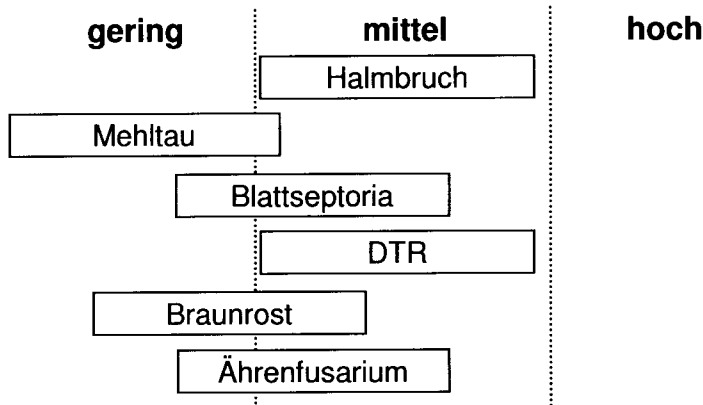 gering mittel hoch
Halmbruch
Mehltau
Blattseptoria
DTR
Braunrost
Ährenfusarium